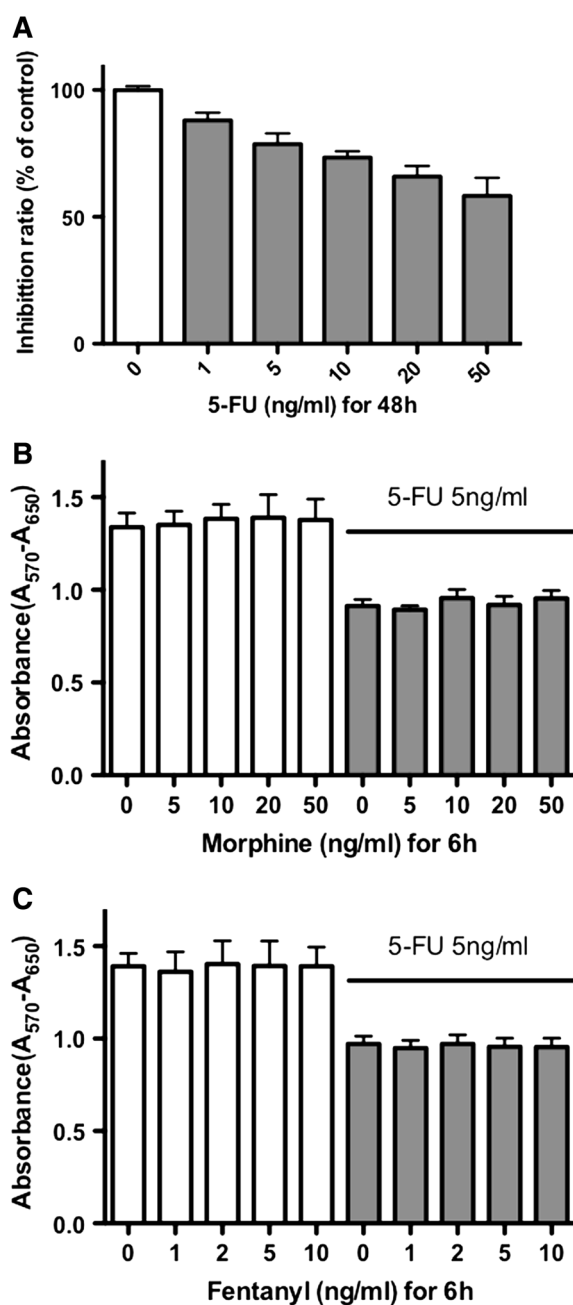 A
Inhibittion ratio (% of control)
100
50
0
0 1 5 10 20 50
5-FU (ng/ml) for 48h
B
Absorbance(A570-A650)
1.5
1.0
0.5
0.0
5-FU 5ng/ml
0 5 10 20 50 0 5 10 20 50
Morphine (ng/ml) for 6h
C
Absorbance(A570-A650)
1.5
1.0
0.5
0.0
5-FU 5ng/ml
0 1 2 5 10 0 1 2 5 10
Fentanyl (ng/ml) for 6h